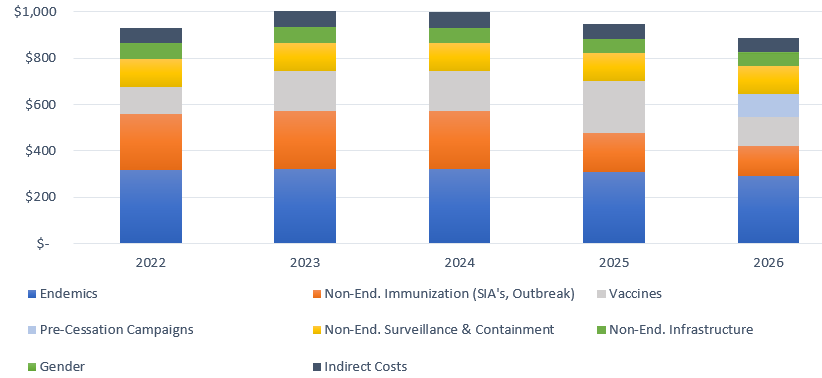 $1,000
$800
$600
$400
$200
$-
2022 2023 2024 2025 2026
Endemics Non-End. Immunization (SIA's, Outbreak) Vaccines
Pre-Cessation Campaigns Non-End. Surveillance & Containment Non-End. Infrastructure
Gender Indirect Costs